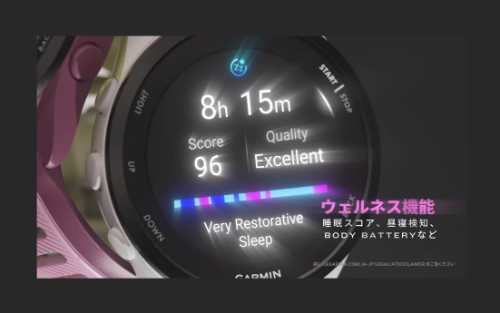 START
STOP
LIGHT
8h 15m
Score
Quality
96
Excellent
UP
Very Restorative
Sleep
DOWN
GARMIN
ウェルネス機能
睡眠スコア、昼寝検知、
BODY BATTERYなど